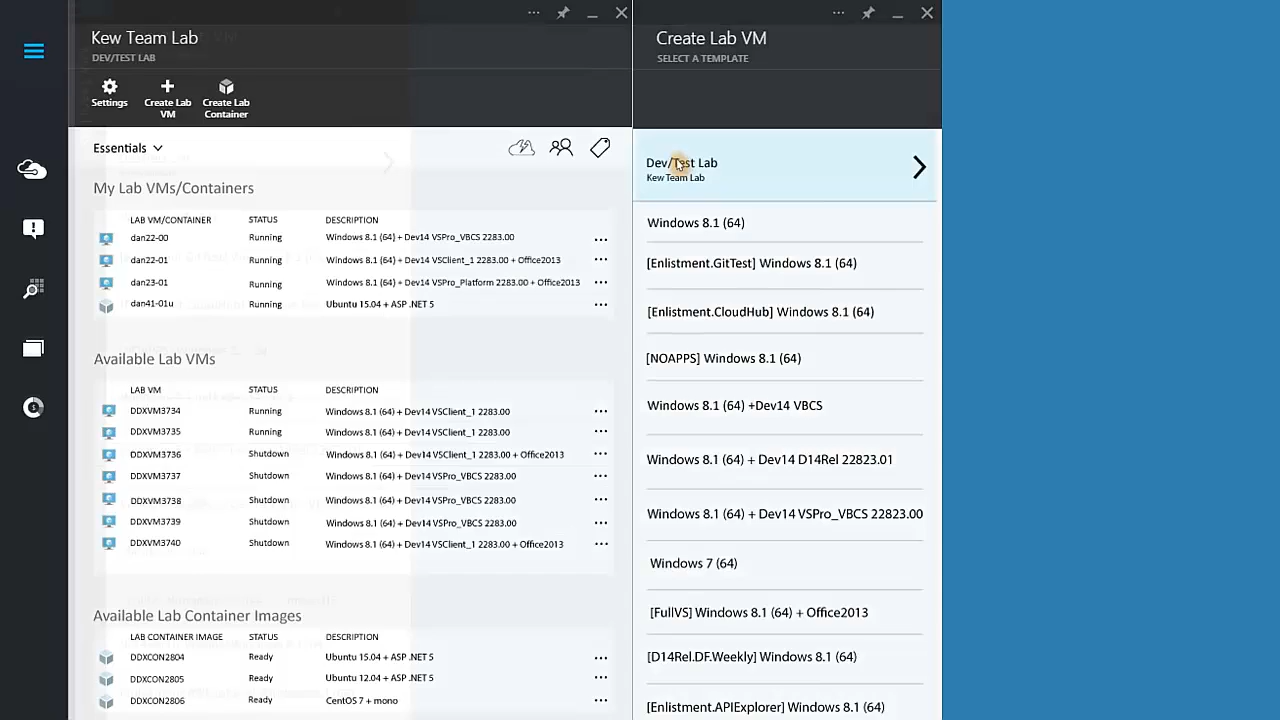 Kew Team Lab
DEV/TEST LAB
Settings
Create Lab VM
Create Lab Container
Essentials
My Lab VMs/Containers
LAB VM/CONTAINER STATUS DESCRIPTION
dan22-00 Running Windows 8.1 (64) + Dev14 VSPro_VBCS 2283.00 ...
dan22-01 Running Windows 8.1 (64) + Dev14 VSClient_1 2283.00 + Office2013 ...
dan23-01 Running Windows 8.1 (64) + Dev14 VSPro_Platform 2283.00 + Office2013 ...
dan41-01u Running Ubuntu 15.04 + ASP .NET 5 ...
Available Lab VMs
LAB VM STATUS DESCRIPTION
DDXVM3734 Running Windows 8.1 (64) + Dev14 VSClient_1 2283.00 ...
DDXVM3735 Running Windows 8.1 (64) + Dev14 VSClient_1 2283.00 ...
DDXVM3736 Shutdown Windows 8.1 (64) + Dev14 VSClient_1 2283.00 + Office2013 ...
DDXVM3737 Shutdown Windows 8.1 (64) + Dev14 VSPro_VBCS 2283.00 ...
DDXVM3738 Shutdown Windows 8.1 (64) + Dev14 VSPro_VBCS 2283.00 ...
DDXVM3739 Shutdown Windows 8.1 (64) + Dev14 VSPro_VBCS 2283.00 ...
DDXVM3740 Shutdown Windows 8.1 (64) + Dev14 VSClient_1 2283.00 + Office2013 ...
Available Lab Container Images
LAB CONTAINER IMAGE STATUS DESCRIPTION
DDXCON2804 Ready Ubuntu 15.04 + ASP .NET 5 ...
DDXCON2805 Ready Ubuntu 12.04 + ASP .NET 5 ...
DDXCON2806 Ready CentOS 7 + mono ...
Create Lab VM
SELECT A TEMPLATE
Dev/Test Lab
Kew Team Lab
Windows 8.1 (64)
[Enlistment.GitTest] Windows 8.1 (64)
[Enlistment.CloudHub] Windows 8.1 (64)
[NOAPPS] Windows 8.1 (64)
Windows 8.1 (64) +Dev14 VBCS
Windows 8.1 (64) + Dev14 D14Rel 22823.01
Windows 8.1 (64) + Dev14 VSPro_VBCS 22823.00
Windows 7 (64)
[FullVS] Windows 8.1 (64) + Office2013
[D14Rel.DF.Weekly] Windows 8.1 (64)
[Enlistment.APIExplorer] Windows 8.1 (64)